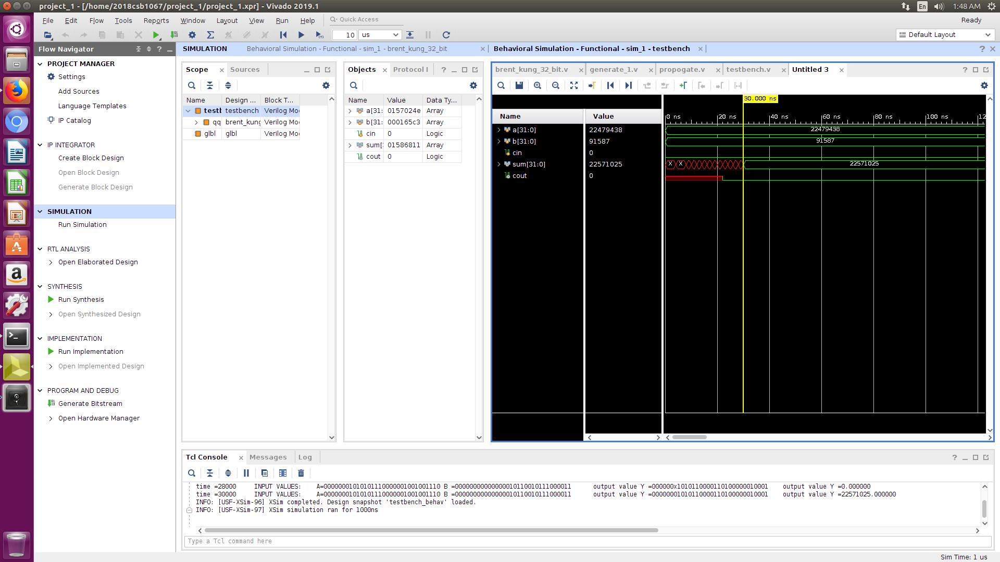 project_1 - [/home/2018csb1067/project_1/project_1.xpr] - Vivado 2019.1
En
1:48 AM
File Edit Flow Tools Reports Window Layout View Run Help
Quick Access
Ready
10 us
Default Layout
Flow Navigator
PROJECT MANAGER
Settings
Add Sources
Language Templates
IP Catalog
IP INTEGRATOR
Create Block Design
Open Block Design
Generate Block Design
SIMULATION
Run Simulation
RTL ANALYSIS
Open Elaborated Design
SYNTHESIS
Run Synthesis
Open Synthesized Design
IMPLEMENTATION
Run Implementation
Open Implemented Design
PROGRAM AND DEBUG
Generate Bitstream
Open Hardware Manager
SIMULATION
Behavioral Simulation - Functional - sim_1 - brent_kung_32_bit
Behavioral Simulation - Functional - sim_1 - testbench
Scope Sources
Name Design ... Block T...
testb testbench Verilog Mo
qq brent_kung Verilog Mo
glbl glbl Verilog Mo
Objects Protocol I
Name Value Data Ty...
a[31: 0157024e Array
b[31: 000165c3 Array
cin 0 Logic
sum[ 01586811 Array
cout 0 Logic
brent_kung_32_bit.v generate_1.v propogate.v testbench.v Untitled 3
30.000 ns
Name Value
0 ns 20 ns 40 ns 60 ns 80 ns 100 ns 12
a[31:0] 22479438 22479438
b[31:0] 91587 91587
cin 0
sum[31:0] 22571025 X X 22571025
cout 0
Tcl Console Messages Log
time =28000 INPUT VALUES: A=00000001010101110000001001001110 B =00000000000000010110010111000011 output value Y =000000x1010110000110100000010001 output value Y =0.000000
time =30000 INPUT VALUES: A=00000001010101110000001001001110 B =00000000000000010110010111000011 output value Y =00000001010110000110100000010001 output value Y =22571025.000000
INFO: [USF-XSim-96] XSim completed. Design snapshot 'testbench_behav' loaded.
INFO: [USF-XSim-97] XSim simulation ran for 1000ns
Type a Tcl command here
Sim Time: 1 us